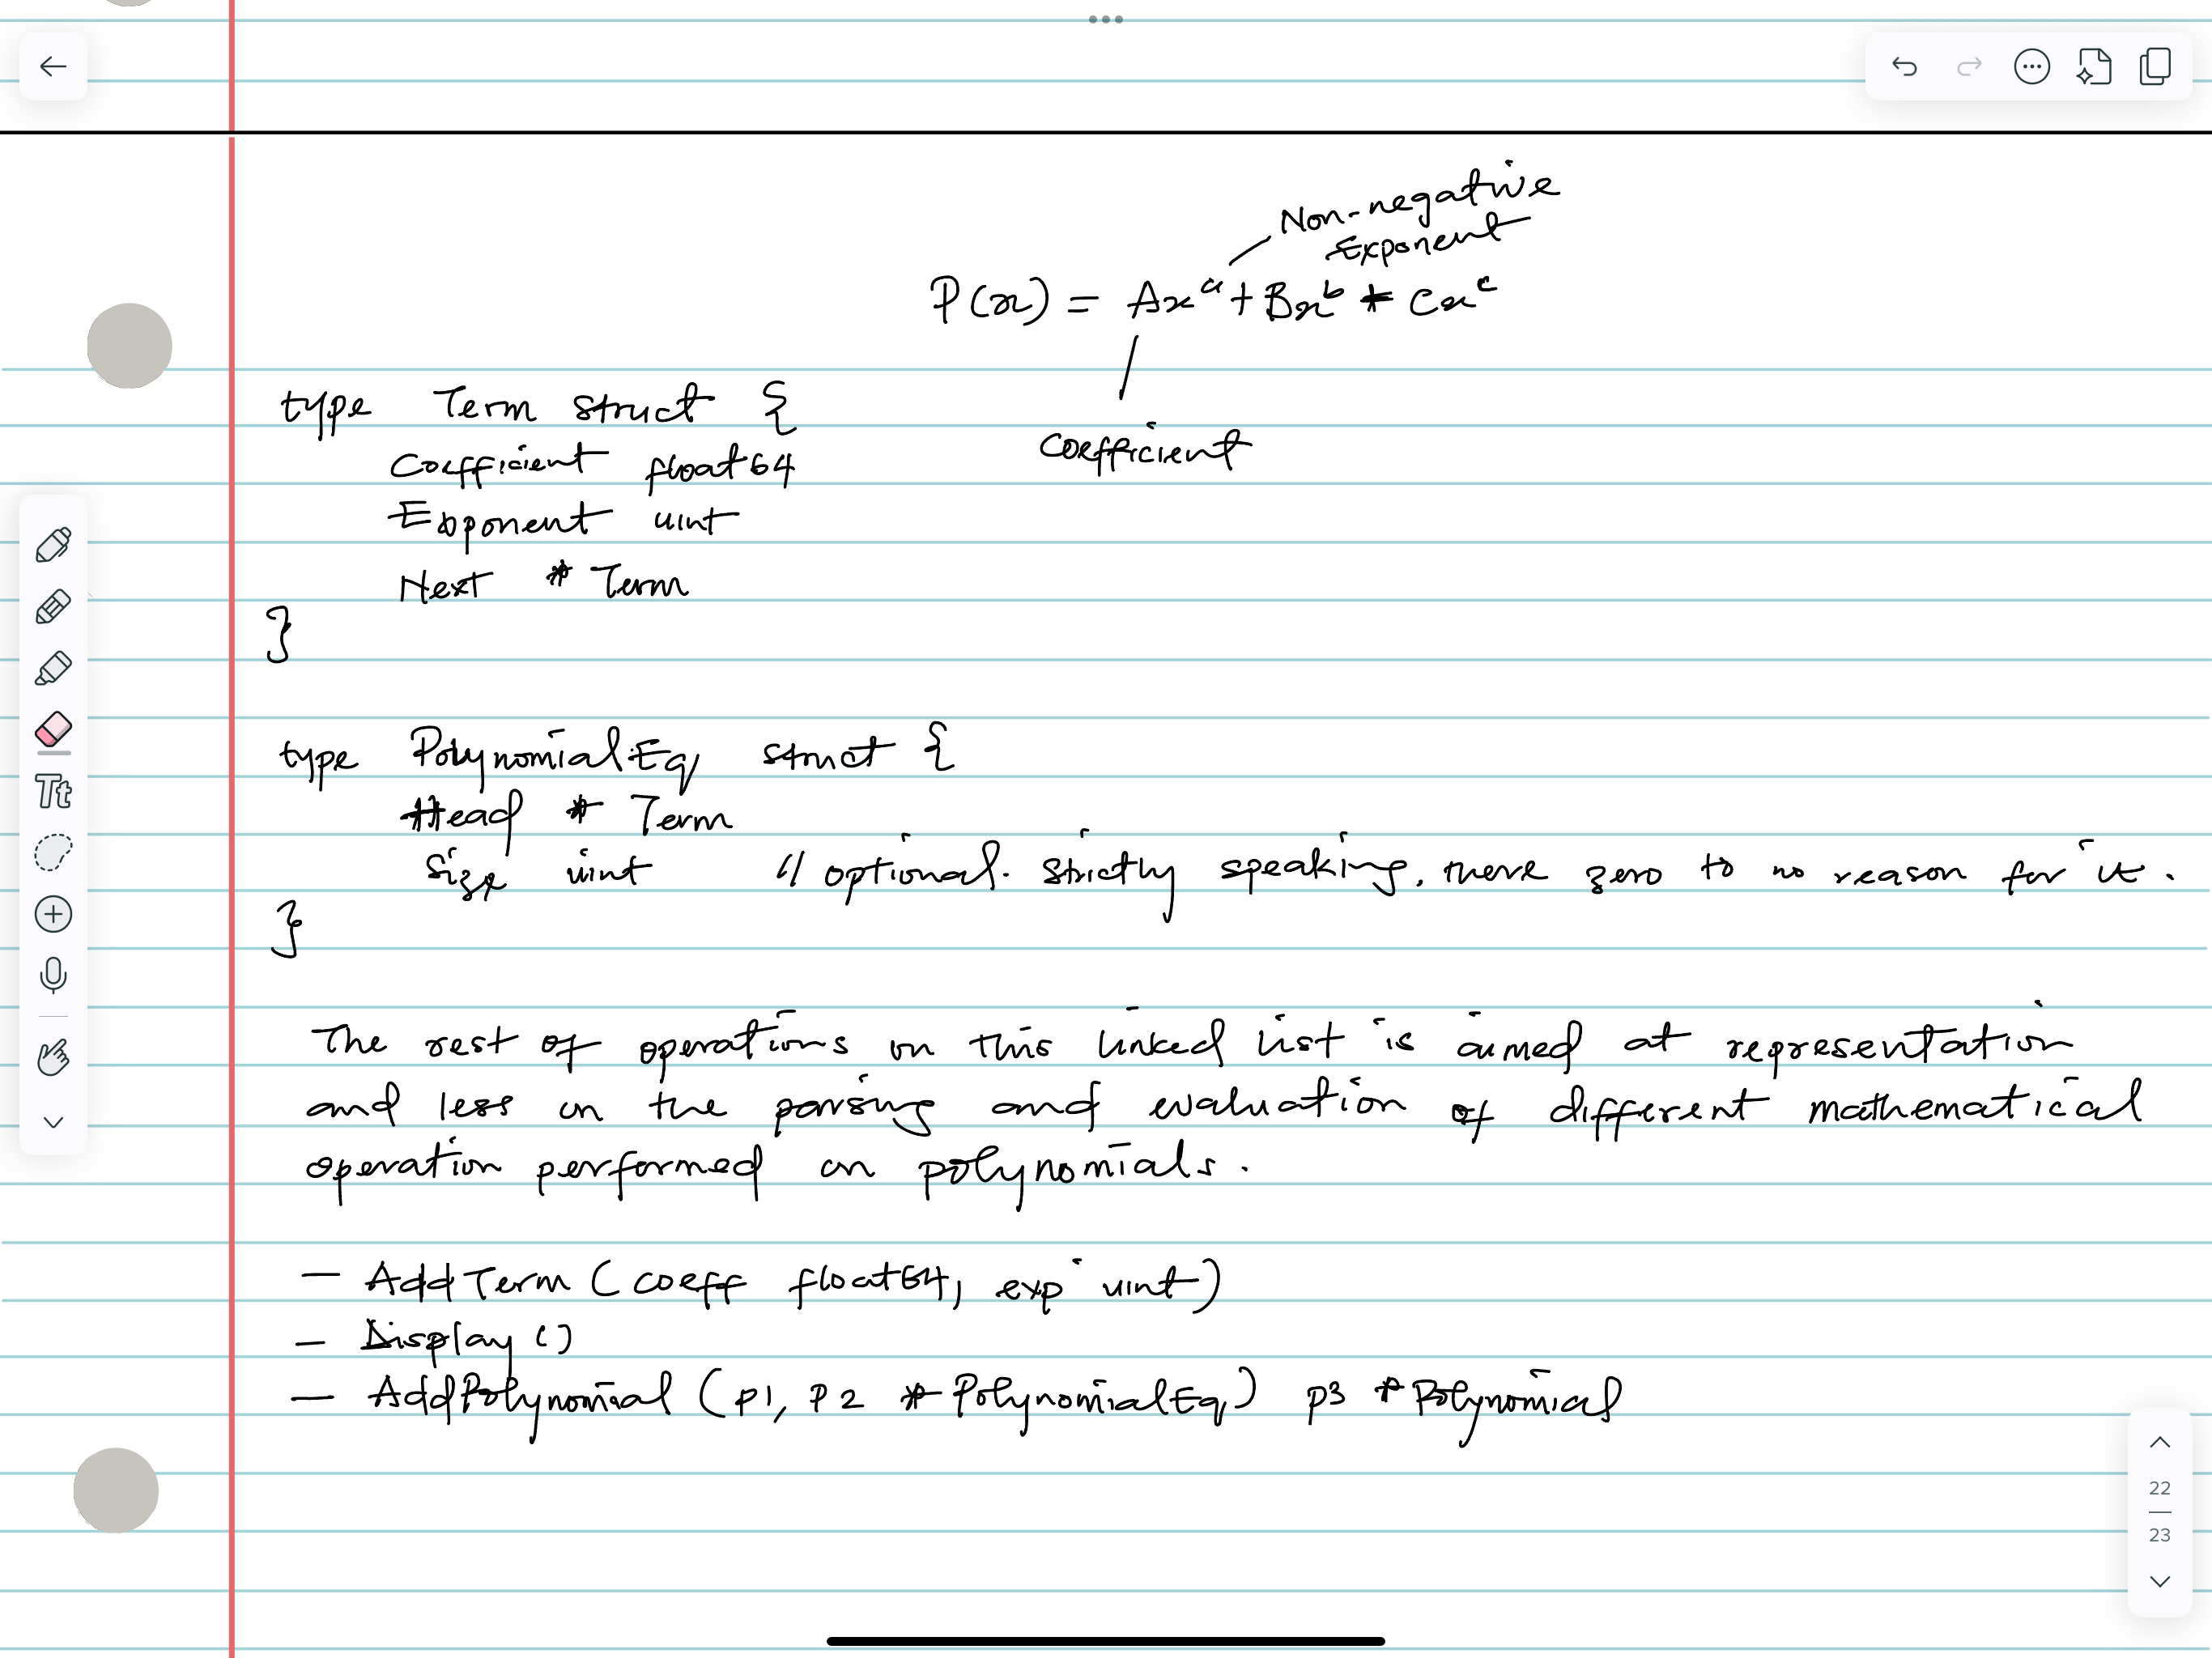 Non-negative
Exponent
P(x) = Ax^a + Bx^b * Cx^c
Coefficient
type Term struct {
Coefficient float64
Exponent uint
Next * Term
}
type PolynomialEq struct {
Head * Term
Size uint // optional. strictly speaking, there zero to no reason for it.
}
The rest of operations on this linked list is aimed at representation
and less on the parsing and evaluation of different mathematical
operation performed on polynomials.
- AddTerm (coeff float64, exp uint)
- Display ()
- AddPolynomial (p1, p2 * PolynomialEq) p3 * Polynomial
Tt
22
23